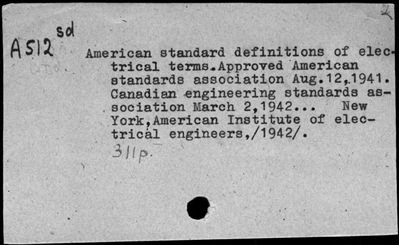 2
A512 sd
American standard definitions of elec-
trical terms.Approved American
standards association Aug.12,1941.
Canadian engineering standards as-
sociation March 2,1942... New
York,American Institute of elec-
trical engineers,/1942/.
311p.